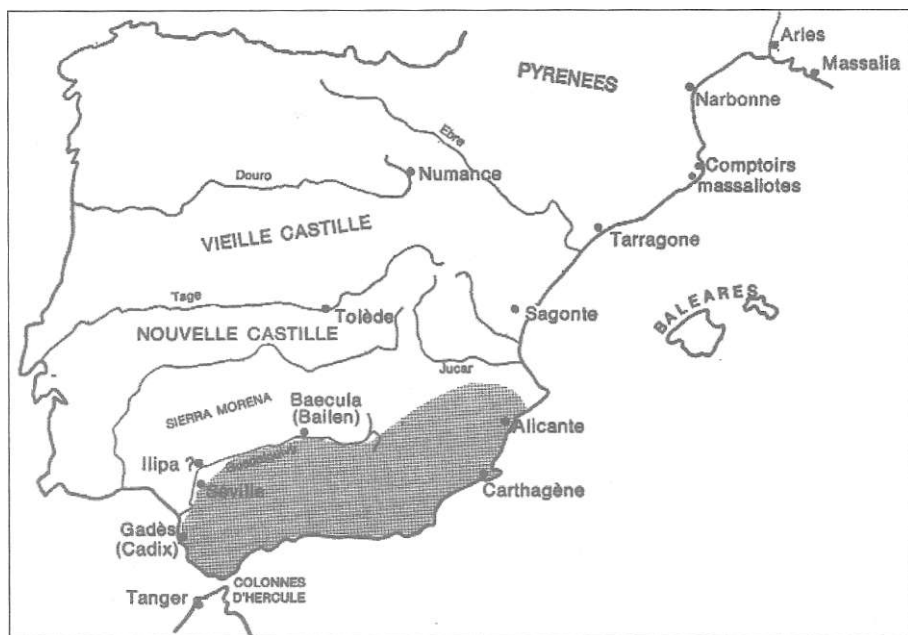 Arles
Massalia
PYRENEES
Narbonne
Ebre
Comptoirs
massaliotes
Douro
Numance
VIEILLE CASTILLE
Tarragone
BALEARES
Tage
Tolède
Sagonte
NOUVELLE CASTILLE
Jucar
SIERRA MORENA
Baecula
(Bailen)
Alicante
Ilipa ?
Guadalquivir
Séville
Carthagène
Gadès
(Cadix)
COLONNES
D'HERCULE
Tanger